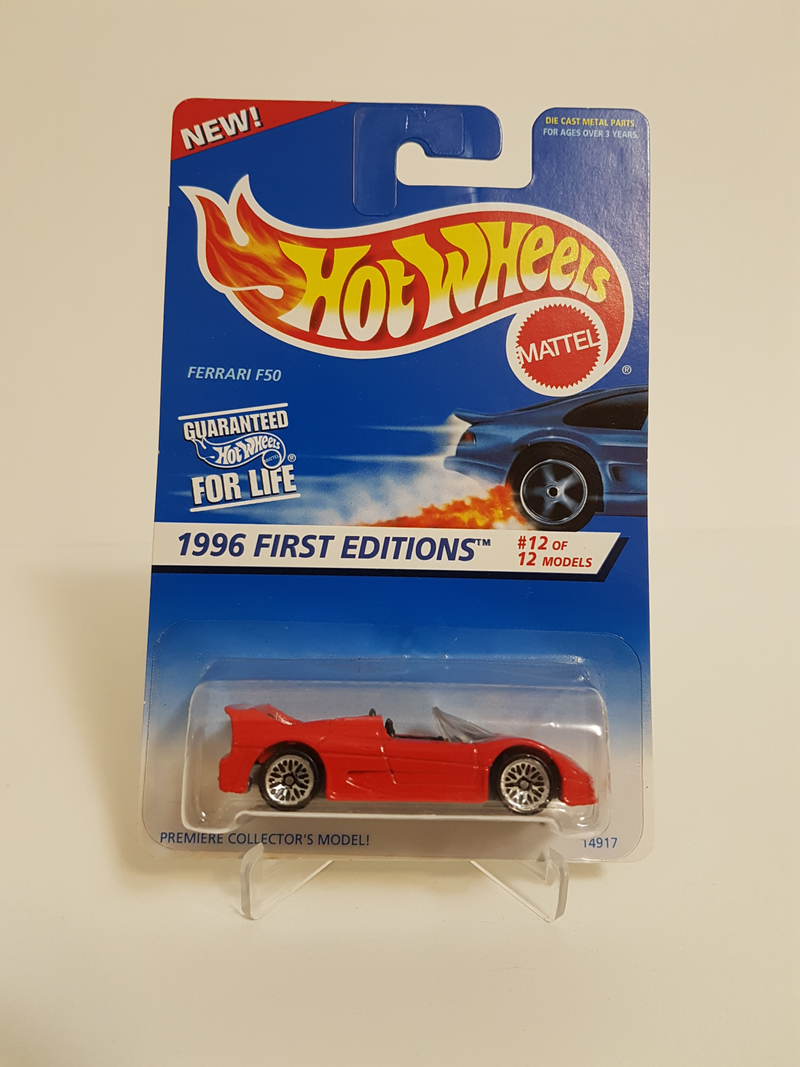 NEW!
DIE CAST METAL PARTS.
FOR AGES OVER 3 YEARS.
HOT WHEELS
MATTEL
®
FERRARI F50
GUARANTEED
HOT WHEELS
MATTEL
®
FOR LIFE
1996 FIRST EDITIONS™
#12 OF
12 MODELS
PREMIERE COLLECTOR'S MODEL!
14917